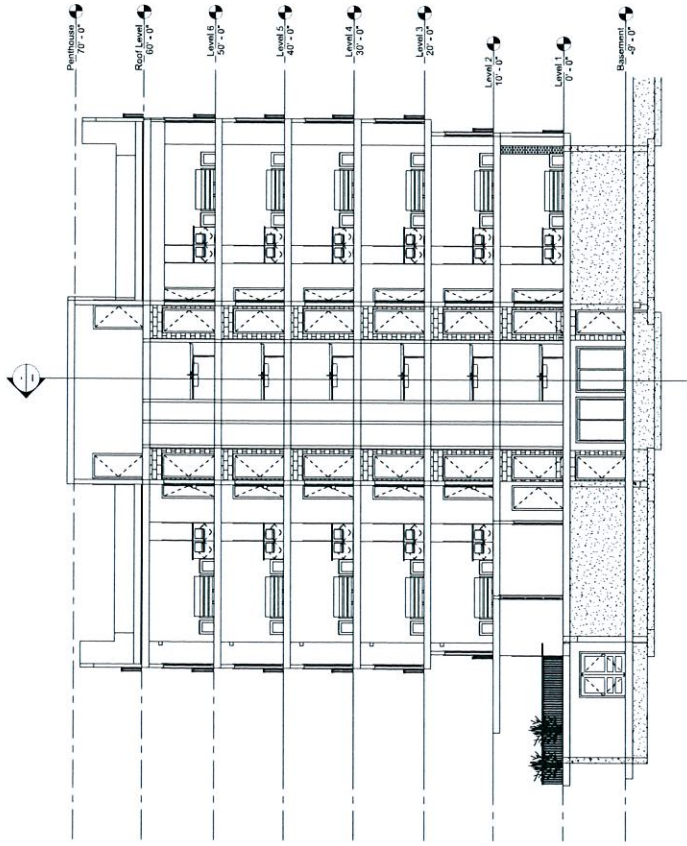 Penthouse
70' - 0"
Roof Level
60' - 0"
Level 6
50' - 0"
Level 5
40' - 0"
Level 4
30' - 0"
Level 3
20' - 0"
Level 2
10' - 0"
Level 1
0' - 0"
Basement
-9' - 0"